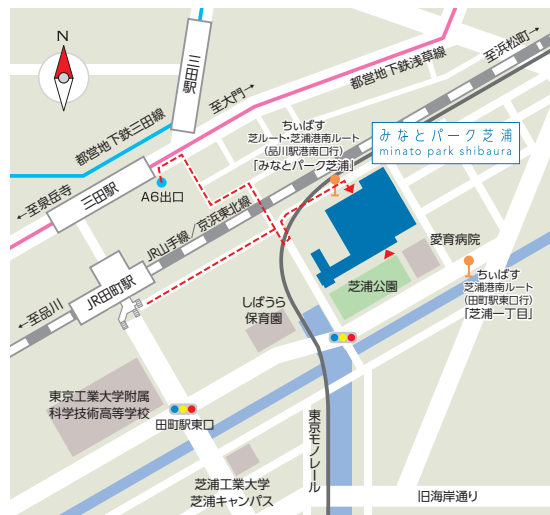 N
三田駅
至浜松町→
都営地下鉄浅草線
至大門→
都営地下鉄三田線
ちぃばす
芝ルート・芝浦港南ルート
(品川駅港南口行)
「みなとパーク芝浦」
みなとパーク芝浦
minato park shibaura
←至泉岳寺
三田駅
A6出口
JR山手線／京浜東北線
愛育病院
←至品川
JR田町駅
芝浦公園
ちぃばす
芝浦港南ルート
(田町駅東口行)
「芝浦一丁目」
しばうら
保育園
東京工業大学附属
科学技術高等学校
田町駅東口
東京モノレール
芝浦工業大学
芝浦キャンパス
旧海岸通り